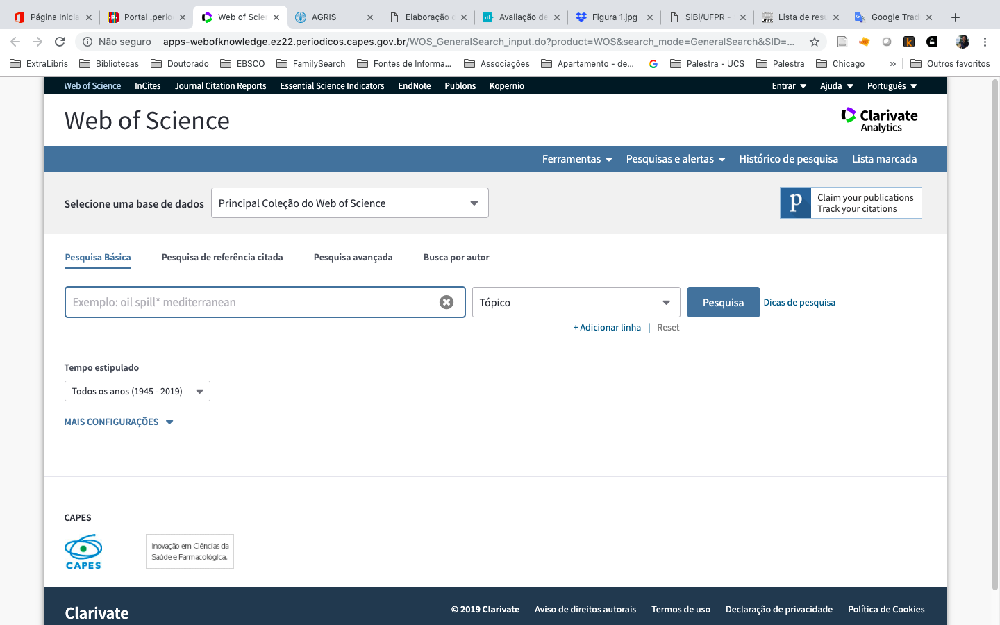 Página Inicia
Portal .perio
Web of Scien
AGRIS
Elaboração
Avaliação de
Figura 1.jpg
SiBi/UFPR -
Lista de resu
Google Trad
Não seguro
apps-webofknowledge.ez22.periodicos.capes.gov.br/WOS_GeneralSearch_input.do?product=WOS&search_mode=GeneralSearch&SID=...
ExtraLibris
Bibliotecas
Doutorado
EBSCO
FamilySearch
Fontes de Informa...
Associações
Apartamento - de...
Palestra - UCS
Palestra
Chicago
»
Outros favoritos
Web of Science
InCites
Journal Citation Reports
Essential Science Indicators
EndNote
Publons
Kopernio
Entrar
Ajuda
Português
Web of Science
Clarivate
Analytics
Ferramentas
Pesquisas e alertas
Histórico de pesquisa
Lista marcada
Selecione uma base de dados
Principal Coleção do Web of Science
Claim your publications
Track your citations
Pesquisa Básica
Pesquisa de referência citada
Pesquisa avançada
Busca por autor
Exemplo: oil spill* mediterranean
Tópico
Pesquisa
Dicas de pesquisa
+ Adicionar linha | Reset
Tempo estipulado
Todos os anos (1945 - 2019)
MAIS CONFIGURAÇÕES
CAPES
CAPES
Inovação em Ciências da
Saúde e Farmacológica.
Clarivate
© 2019 Clarivate
Aviso de direitos autorais
Termos de uso
Declaração de privacidade
Política de Cookies